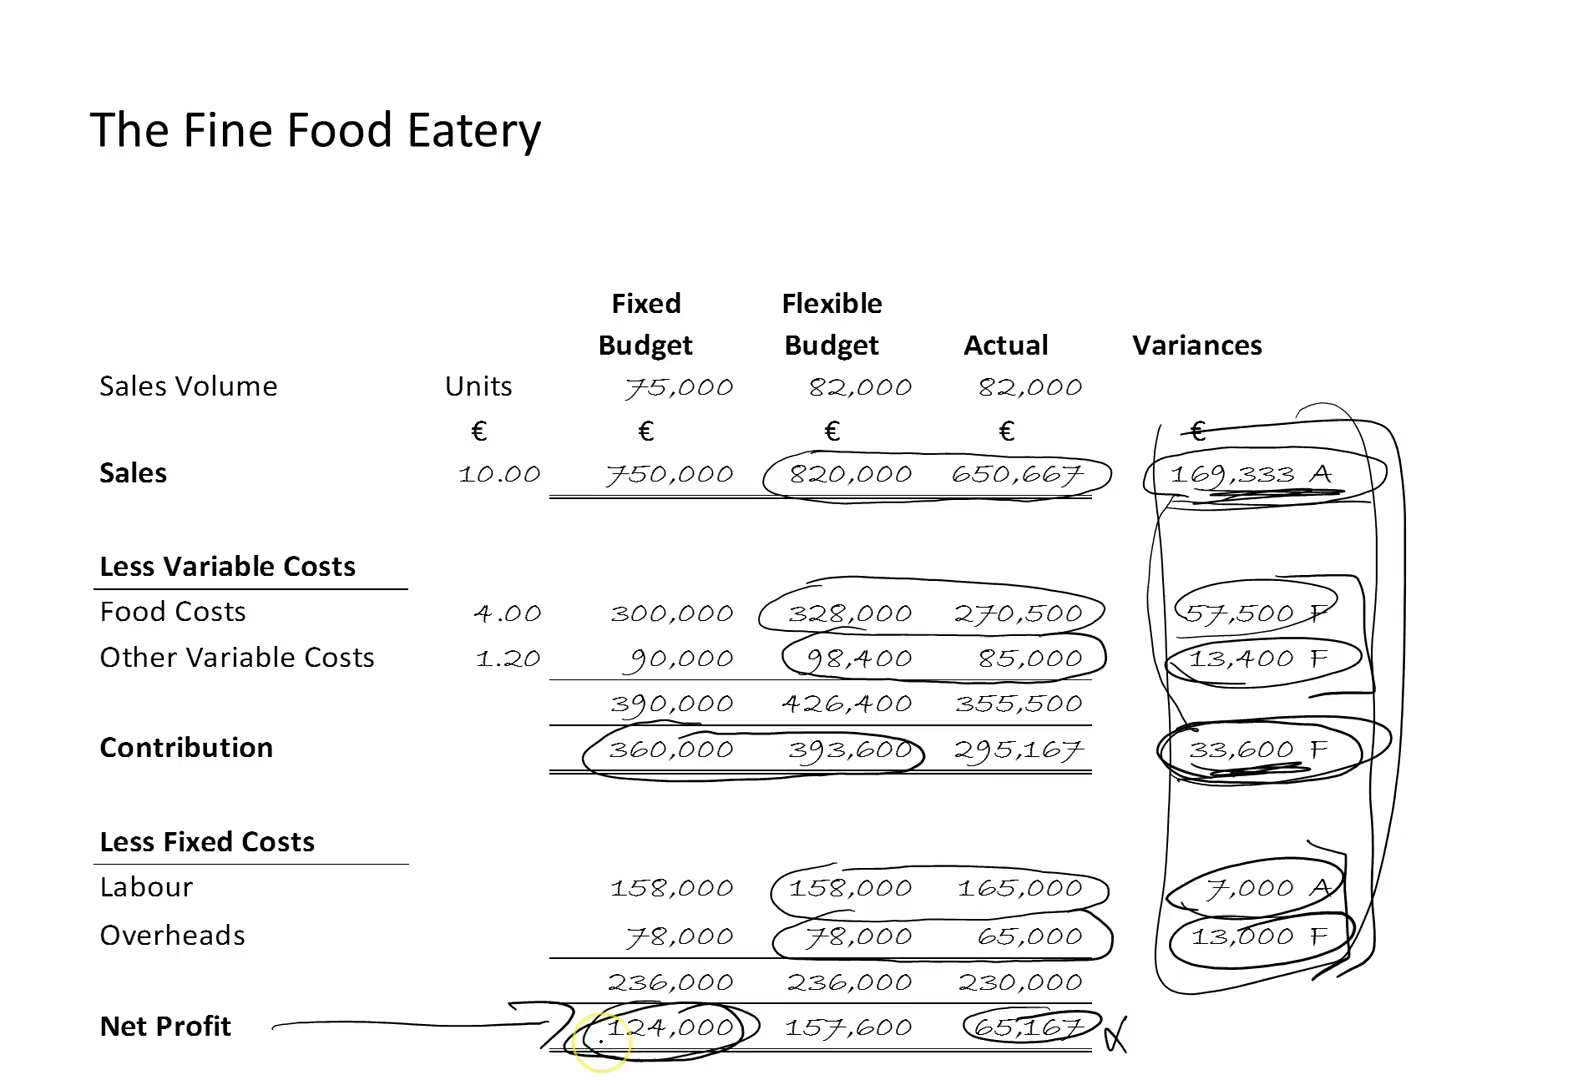 The Fine Food Eatery
Fixed Flexible
Budget Budget Actual Variances
Sales Volume Units 75,000 82,000 82,000
€ € € € €
Sales 10.00 750,000 820,000 650,667 169,333 A
Less Variable Costs
Food Costs 4.00 300,000 328,000 270,500 57,500 F
Other Variable Costs 1.20 90,000 98,400 85,000 13,400 F
390,000 426,400 355,500
Contribution 360,000 393,600 295,167 33,600 F
Less Fixed Costs
Labour 158,000 158,000 165,000 7,000 A
Overheads 78,000 78,000 65,000 13,000 F
236,000 236,000 230,000
Net Profit 124,000 157,600 65,167